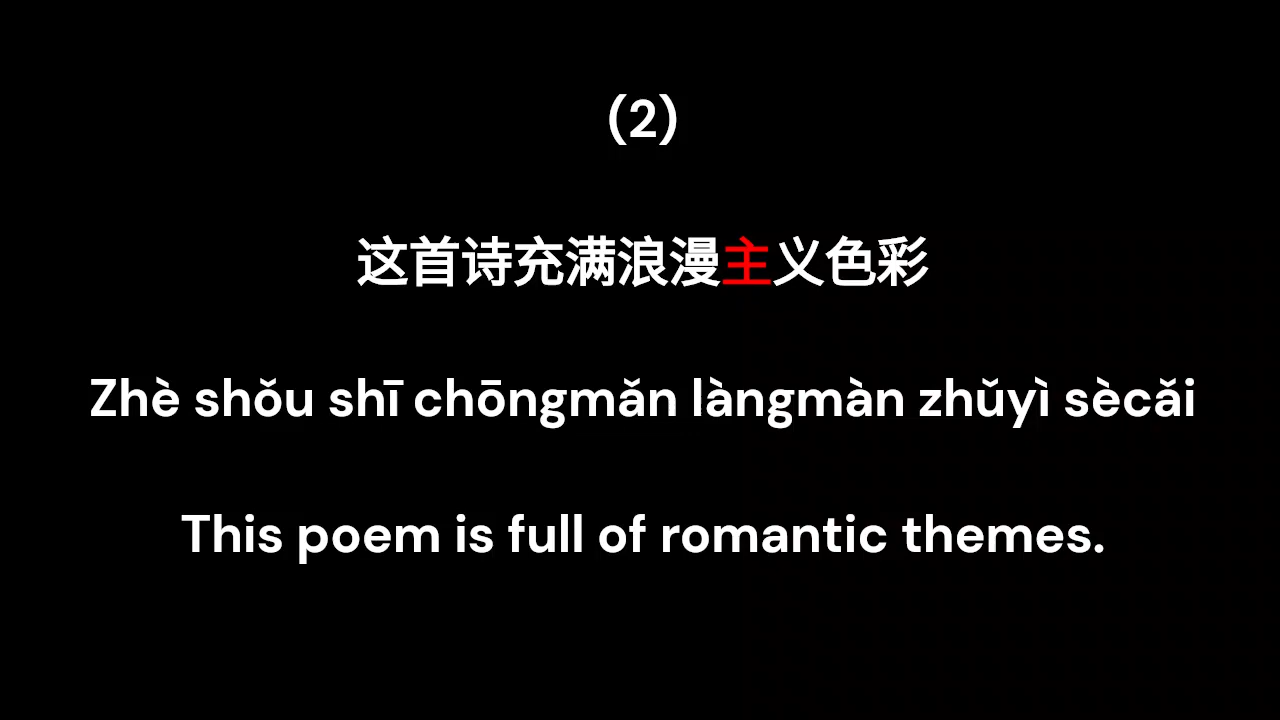 (2)
这首诗充满浪漫主义色彩
Zhè shǒu shī chōngmǎn làngmàn zhǔyì sècǎi
This poem is full of romantic themes.